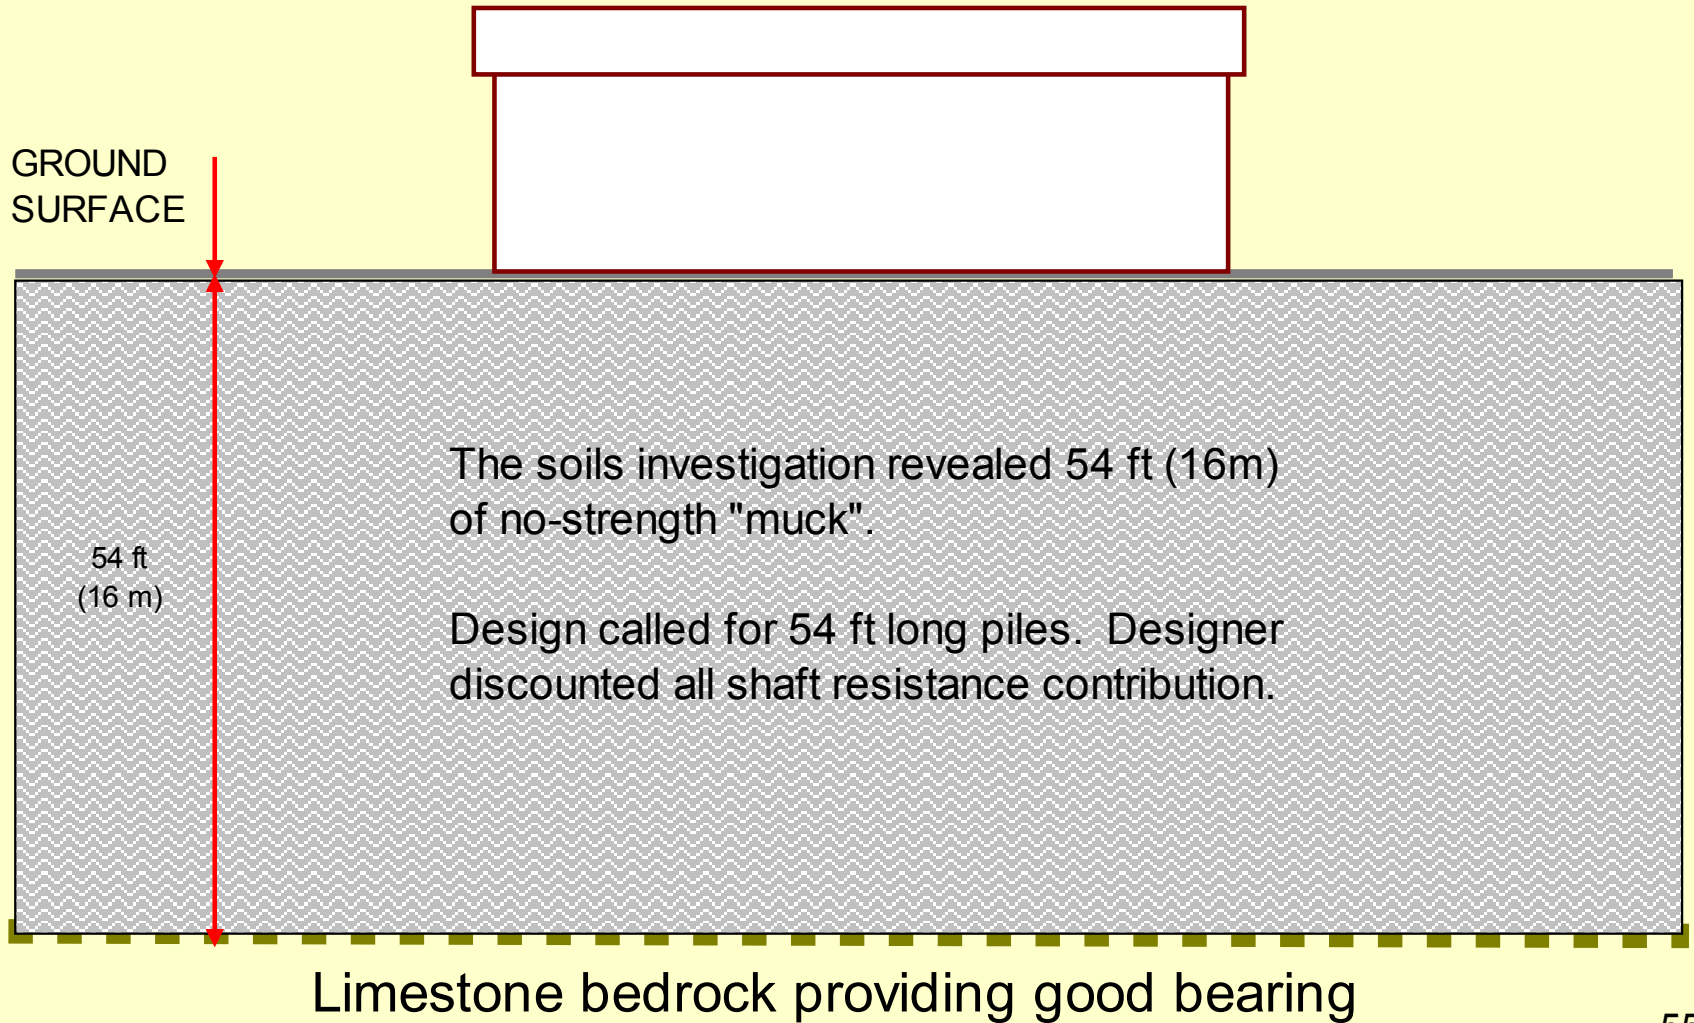 GROUND
SURFACE
54 ft
(16 m)
The soils investigation revealed 54 ft (16m)
of no-strength "muck".
Design called for 54 ft long piles.  Designer
discounted all shaft resistance contribution.
Limestone bedrock providing good bearing